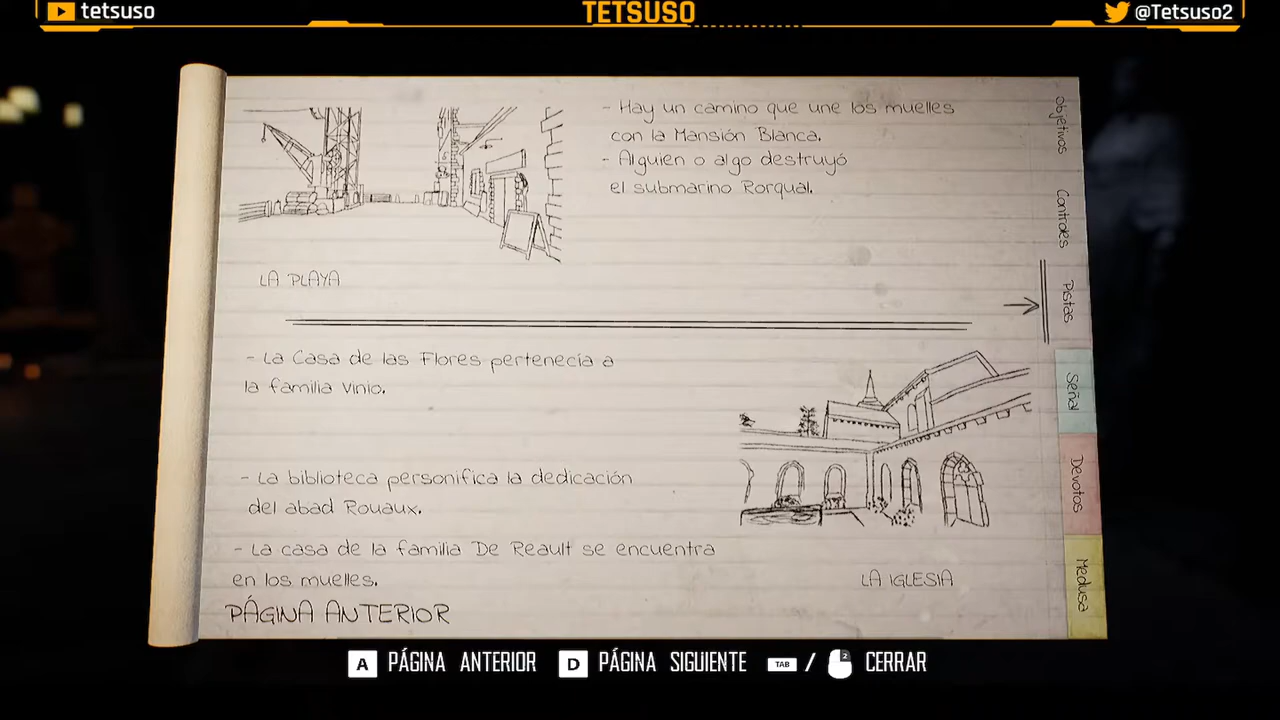 tetsuso
TETSUSO
@Tetsuso2
- Hay un camino que une los muelles
con la Mansión Blanca.
- Alguien o algo destruyó
el submarino Rorqual.
LA PLAYA
- La Casa de las Flores pertenecía a
la familia Vinio.
- La biblioteca personifica la dedicación
del abad Rouaux.
- La casa de la familia De Reault se encuentra
en los muelles.
LA IGLESIA
PÁGINA ANTERIOR
Objetivos
Controles
Pistas
Señal
Devotos
Medusa
A PÁGINA ANTERIOR D PÁGINA SIGUIENTE TAB / 2 CERRAR